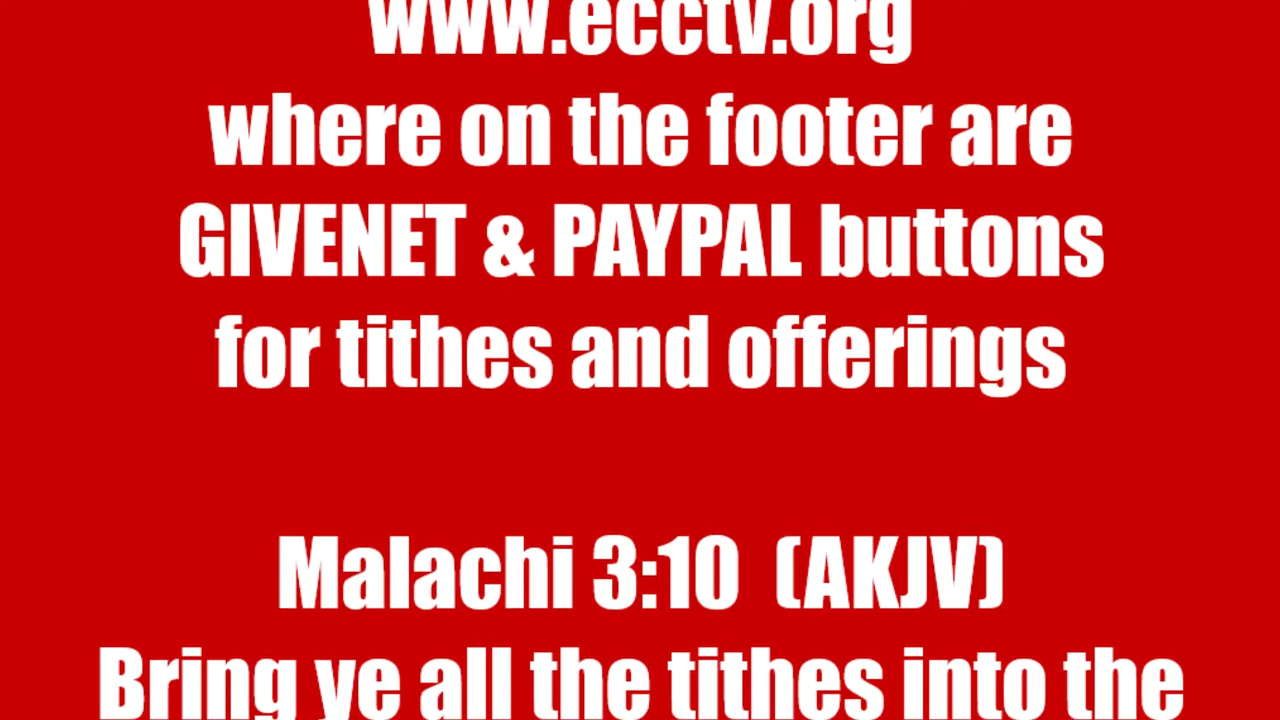 www.ecctv.org
where on the footer are
GIVENET & PAYPAL buttons
for tithes and offerings
Malachi 3:10 (AKJV)
Bring ye all the tithes into the